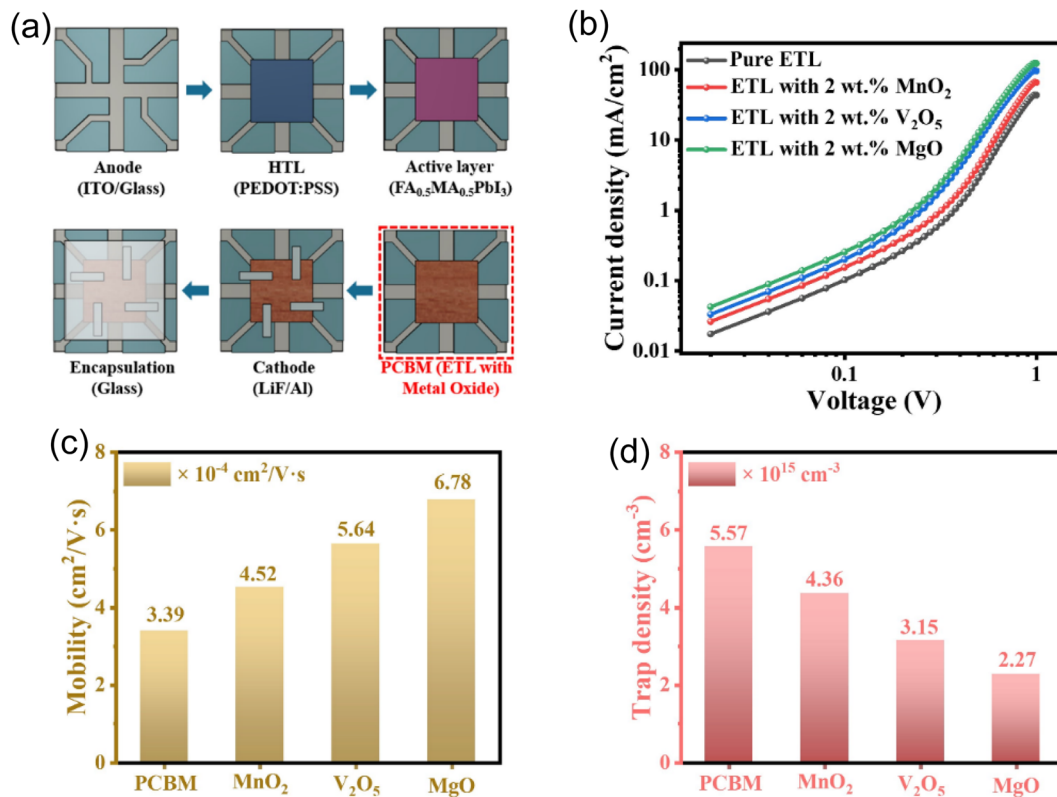 (a)
Anode
(ITO/Glass)
HTL
(PEDOT:PSS)
Active layer
(FA₀.₅MA₀.₅PbI₃)
Encapsulation
(Glass)
Cathode
(LiF/Al)
PCBM (ETL with
Metal Oxide)
(b)
Current density (mA/cm²)
100
10
1
0.1
0.01
Pure ETL
ETL with 2 wt.% MnO₂
ETL with 2 wt.% V₂O₅
ETL with 2 wt.% MgO
0.1
1
Voltage (V)
(c)
Mobility (cm²/V·s)
8
6
4
2
0
× 10⁻⁴ cm²/V·s
3.39
4.52
5.64
6.78
PCBM
MnO₂
V₂O₅
MgO
(d)
Trap density (cm⁻³)
8
6
4
2
0
× 10¹⁵ cm⁻³
5.57
4.36
3.15
2.27
PCBM
MnO₂
V₂O₅
MgO